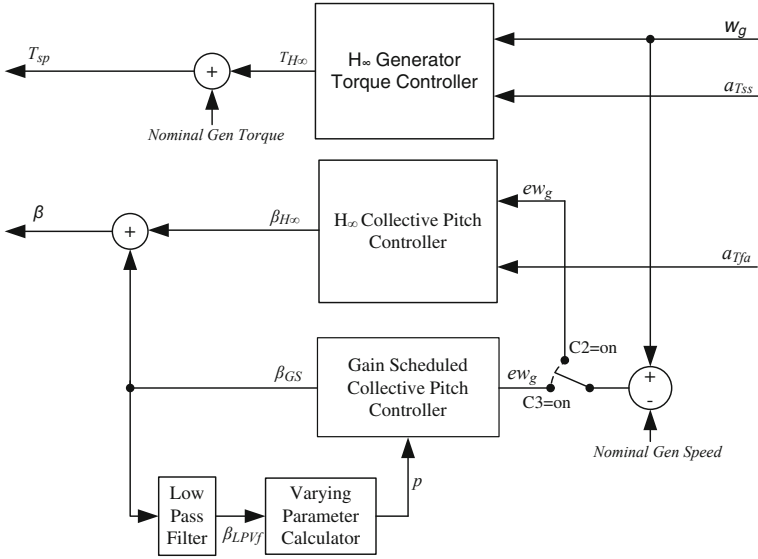 T_sp
+
Nominal Gen Torque
T_H∞
H∞ Generator
Torque Controller
w_g
a_Tss
β
+
β_H∞
H∞ Collective Pitch
Controller
ew_g
a_Tfa
β_GS
Gain Scheduled
Collective Pitch
Controller
ew_g
C2=on
C3=on
+
-
Nominal Gen Speed
Low
Pass
Filter
β_LPVf
Varying
Parameter
Calculator
p